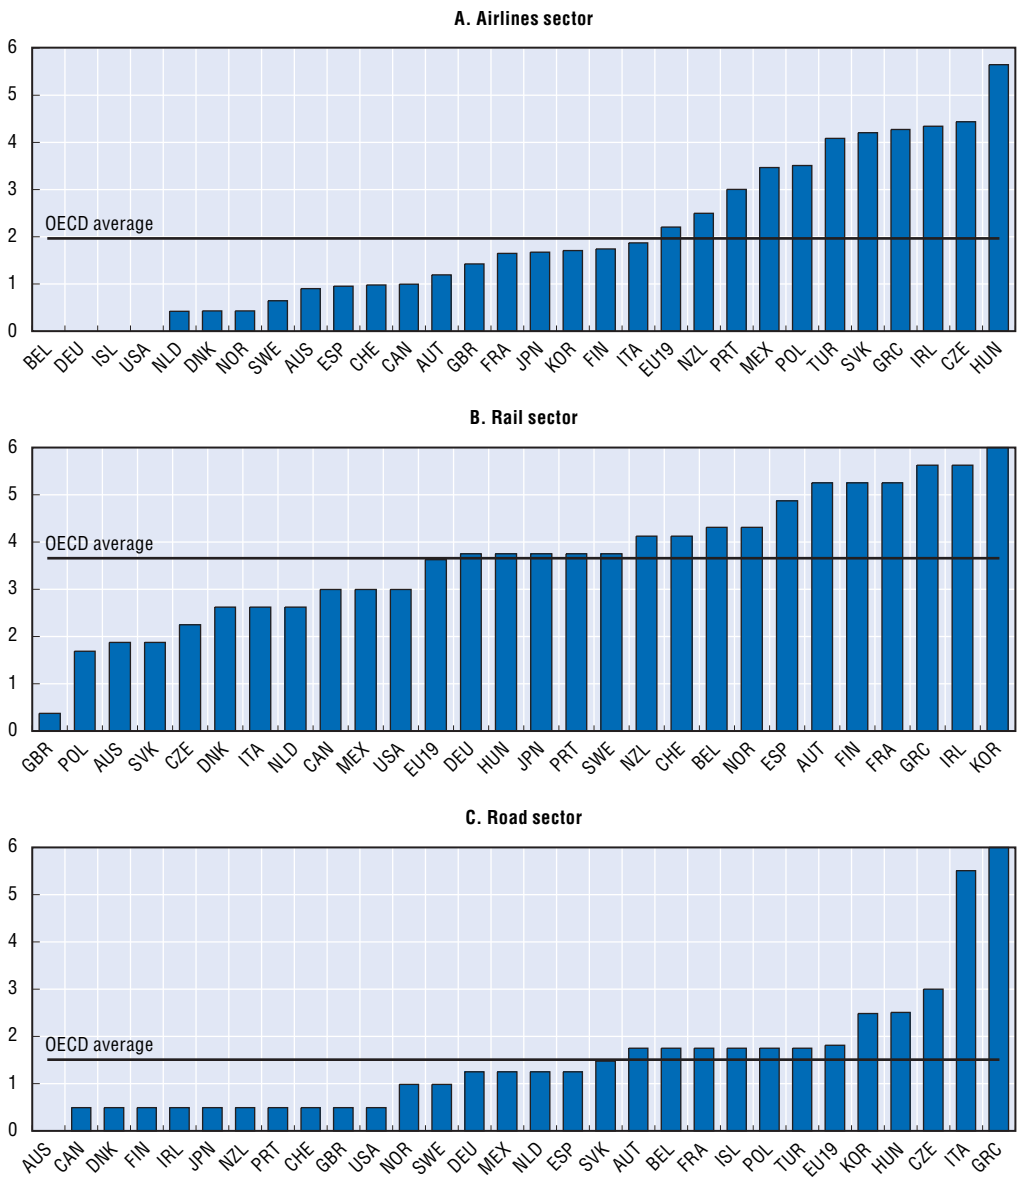 A. Airlines sector
6
5
4
3
2
1
0
OECD average
BEL DEU ISL USA NLD DNK NOR SWE AUS ESP CHE CAN AUT GBR FRA JPN KOR FIN ITA EU19 NZL PRT MEX POL TUR SVK GRC IRL CZE HUN
B. Rail sector
6
5
4
3
2
1
0
OECD average
GBR POL AUS SVK CZE DNK ITA NLD CAN MEX USA EU19 DEU HUN JPN PRT SWE NZL CHE BEL NOR ESP AUT FIN FRA GRC IRL KOR
C. Road sector
6
5
4
3
2
1
0
OECD average
AUS CAN DNK FIN IRL JPN NZL PRT CHE GBR USA NOR SWE DEU MEX NLD ESP SVK AUT BEL FRA ISL POL TUR EU19 KOR HUN CZE ITA GRC